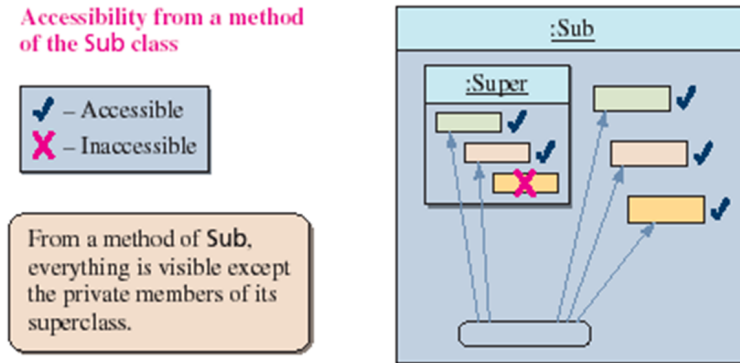 Accessibility from a method
of the Sub class
– Accessible
– Inaccessible
From a method of Sub,
everything is visible except
the private members of its
superclass.
:Sub
:Super